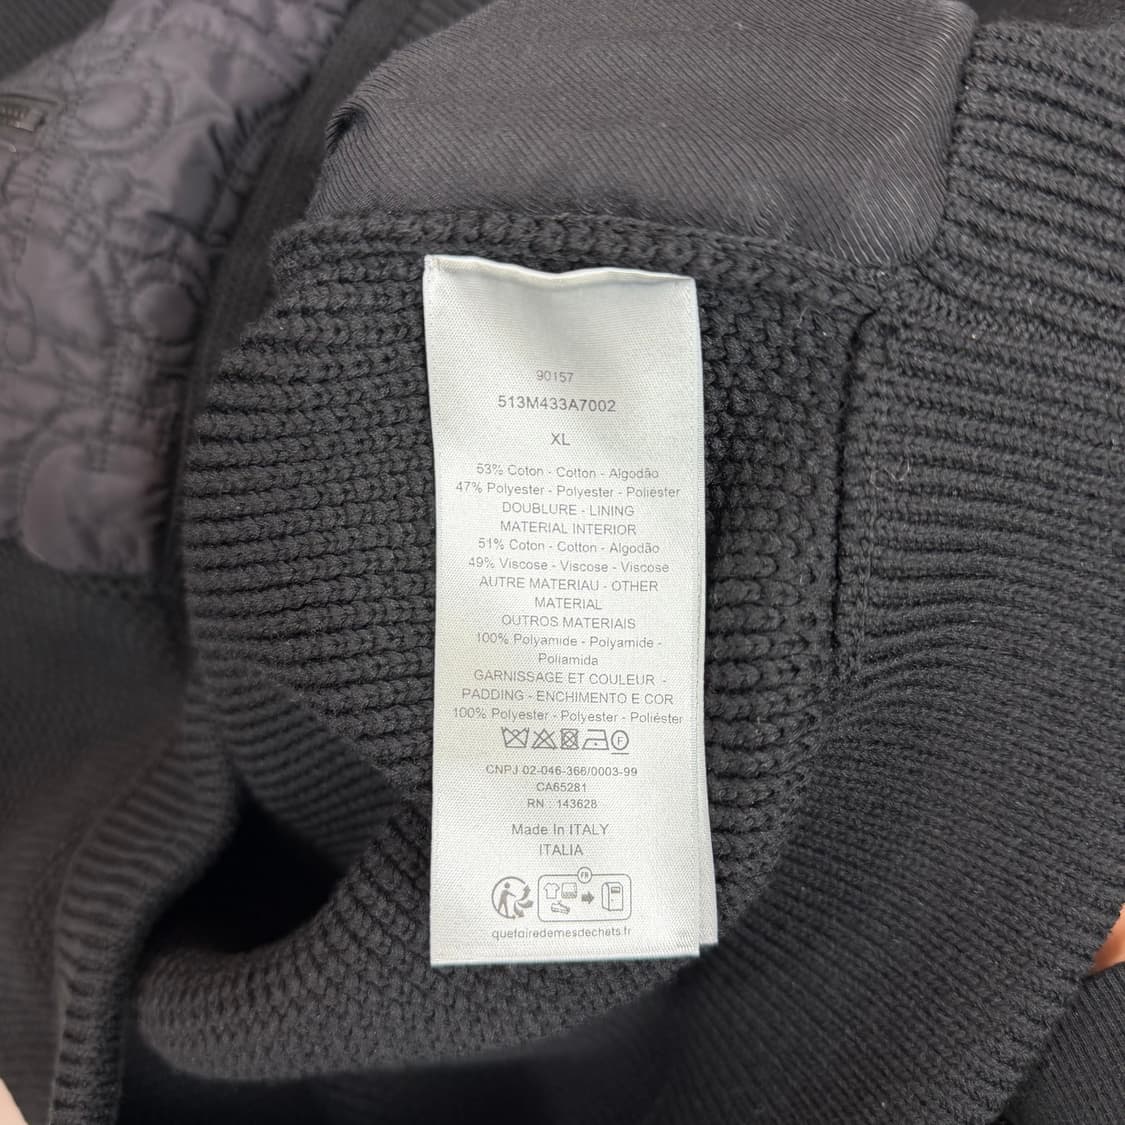 90157
513M433A7002
XL
53% Coton - Cotton - Algodão
47% Polyester - Polyester - Poliéster
DOUBLURE - LINING
MATERIAL INTERIOR
51% Coton - Cotton - Algodão
49% Viscose - Viscose - Viscose
AUTRE MATERIAU - OTHER
MATERIAL
OUTROS MATERIAIS
100% Polyamide - Polyamide -
Poliamida
GARNISSAGE ET COULEUR -
PADDING - ENCHIMENTO E COR
100% Polyester - Polyester - Poliéster
F
CNPJ 02-046-366/0003-99
CA65281
RN : 143628
Made In ITALY
ITALIA
FR
quefairedemesdechets.fr